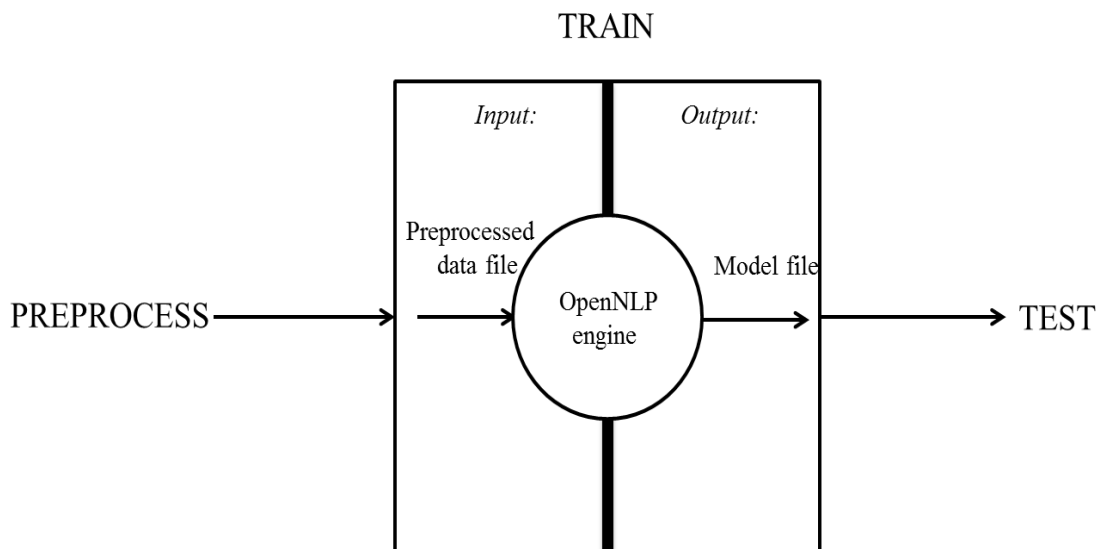 TRAIN
Input:
Output:
Preprocessed
data file
Model file
OpenNLP
engine
PREPROCESS
TEST